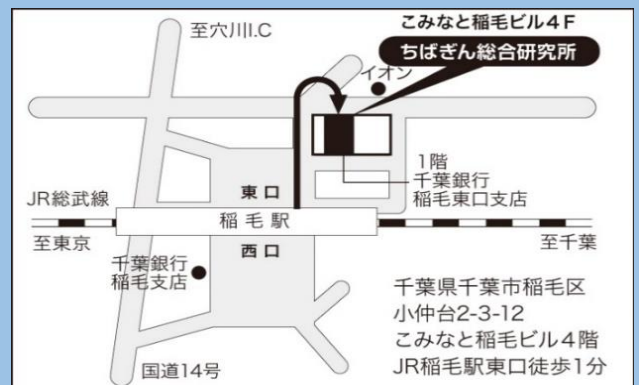 こみなと稲毛ビル4F
ちばぎん総合研究所
至穴川I.C
イオン
1階
千葉銀行
稲毛東口支店
JR総武線
東口
稲毛駅
西口
至東京
至千葉
千葉銀行
稲毛支店
千葉県千葉市稲毛区
小仲台2-3-12
こみなと稲毛ビル4階
JR稲毛駅東口徒歩1分
国道14号